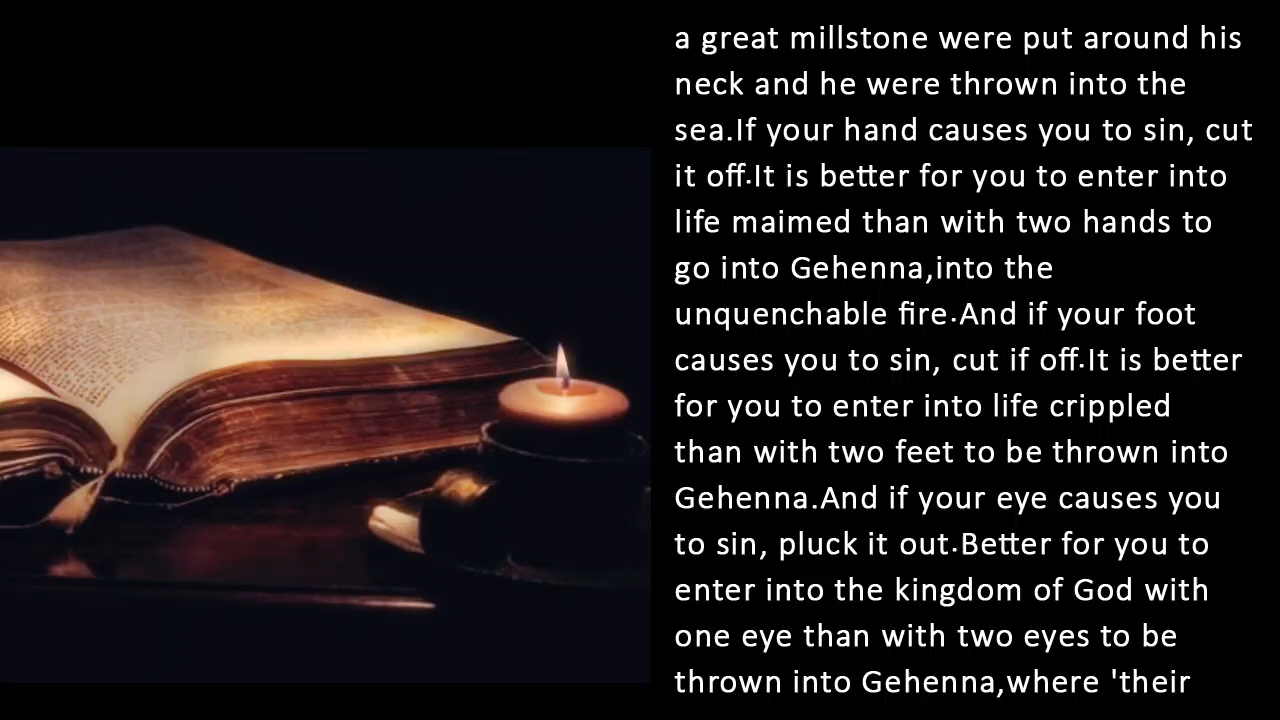 a great millstone were put around his
neck and he were thrown into the
sea.If your hand causes you to sin, cut
it off.It is better for you to enter into
life maimed than with two hands to
go into Gehenna,into the
unquenchable fire.And if your foot
causes you to sin, cut if off.It is better
for you to enter into life crippled
than with two feet to be thrown into
Gehenna.And if your eye causes you
to sin, pluck it out.Better for you to
enter into the kingdom of God with
one eye than with two eyes to be
thrown into Gehenna,where 'their